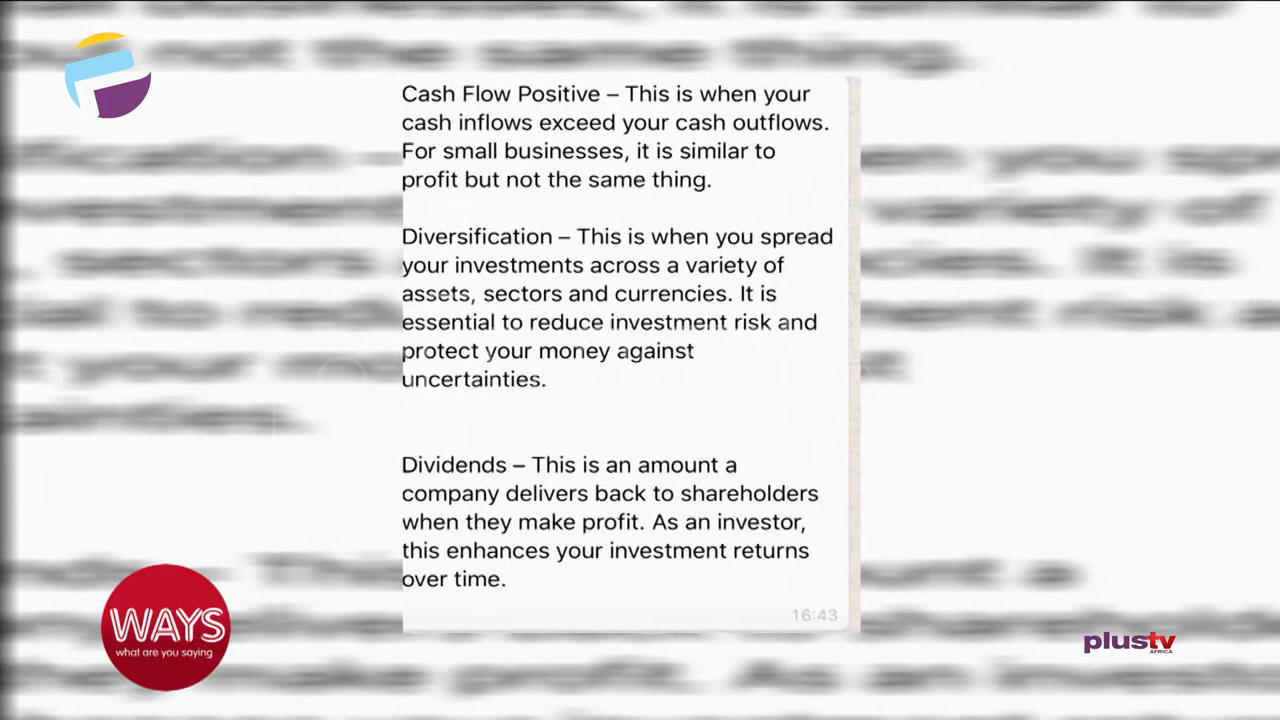 Cash Flow Positive – This is when your
cash inflows exceed your cash outflows.
For small businesses, it is similar to
profit but not the same thing.
Diversification – This is when you spread
your investments across a variety of
assets, sectors and currencies. It is
essential to reduce investment risk and
protect your money against
uncertainties.
Dividends – This is an amount a
company delivers back to shareholders
when they make profit. As an investor,
this enhances your investment returns
over time.
16:43
WAYS
what are you saying
plustv
AFRICA